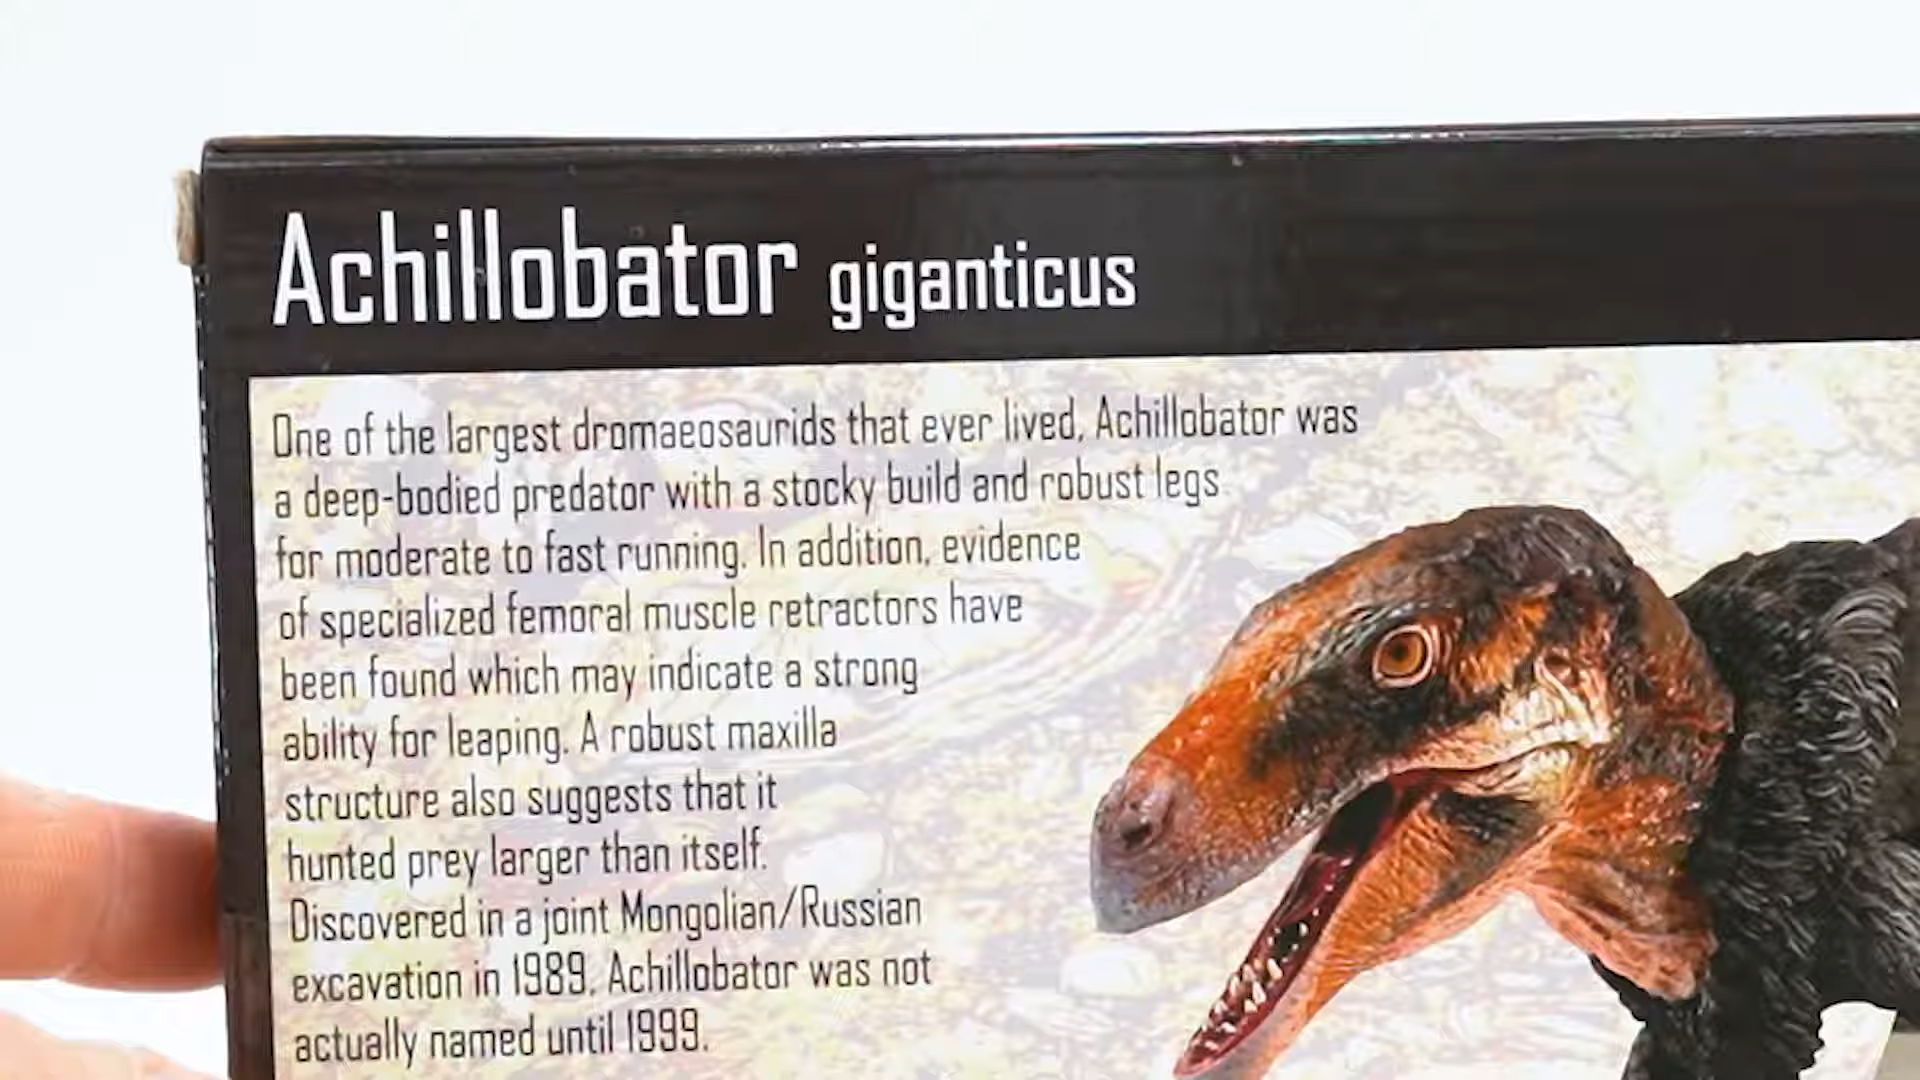 Achillobator giganticus
One of the largest dromaeosaurids that ever lived, Achillobator was
a deep-bodied predator with a stocky build and robust legs
for moderate to fast running. In addition, evidence
of specialized femoral muscle retractors have
been found which may indicate a strong
ability for leaping. A robust maxilla
structure also suggests that it
hunted prey larger than itself.
Discovered in a joint Mongolian/Russian
excavation in 1989, Achillobator was not
actually named until 1999.